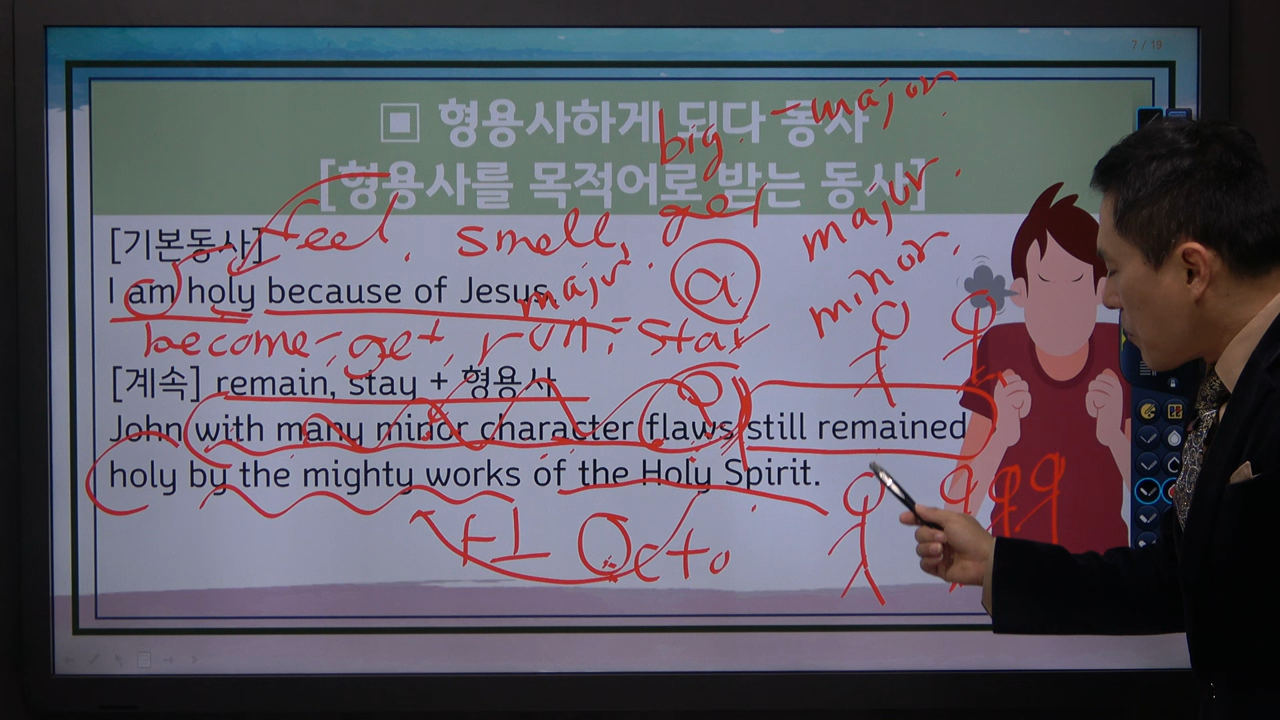 7 / 19
▣ 형용사하게 되다 동사
[형용사를 목적어로 받는 동사]
big - major
major.
minor.
[기본동사]
feel, smell, get
I am holy because of Jesus.
major.
a
become, get, run, stay
[계속] remain, stay + 형용사
John with many minor character flaws still remained
holy by the mighty works of the Holy Spirit.
Octo